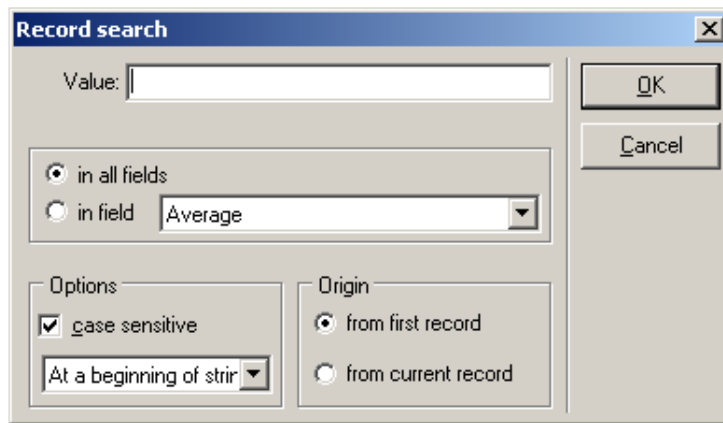 Record search
Value:
OK
Cancel
in all fields
in field
Average
Options
case sensitive
At a beginning of strin
Origin
from first record
from current record